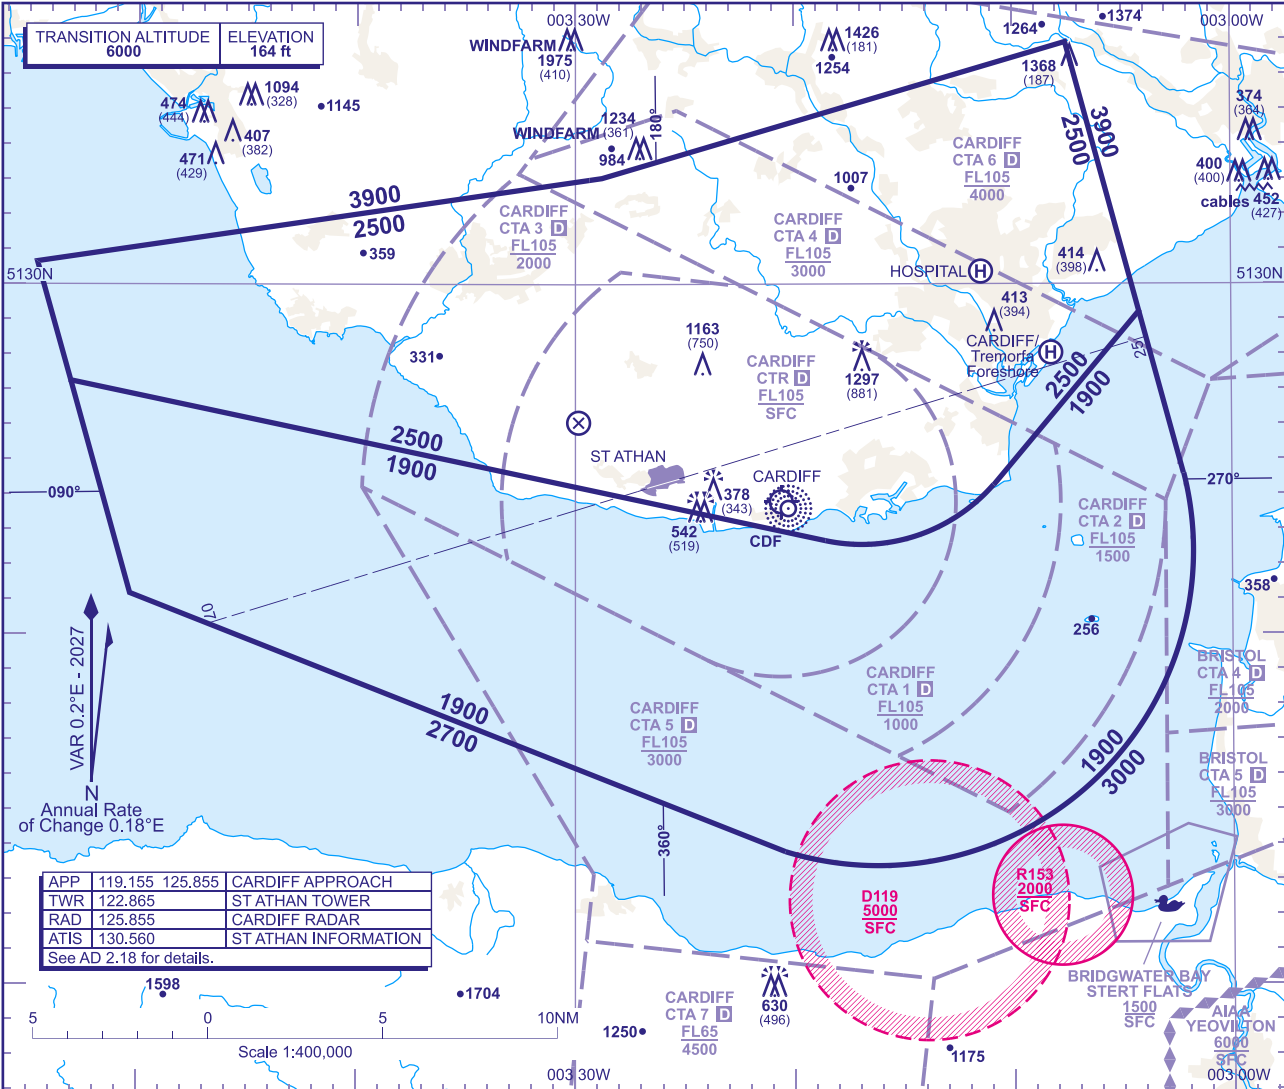 003 30W
003 00W
TRANSITION ALTITUDE
6000
ELEVATION
164 ft
WINDFARM
1975
(410)
1426
(181)
1254
1264
1374
1368
(187)
474
(444)
1094
(328)
1145
407
(382)
471
(429)
1234
(361)
WINDFARM
984
180°
3900
2500
374
(364)
400
(400)
cables
452
(427)
CARDIFF
CTA 6 D
FL105
4000
1007
3900
2500
359
CARDIFF
CTA 3 D
FL105
2000
CARDIFF
CTA 4 D
FL105
3000
414
(398)
5130N
5130N
HOSPITAL
H
413
(394)
CARDIFF/
Tremorfa
Foreshore
H
25
331
1163
(750)
CARDIFF
CTR D
FL105
SFC
1297
(881)
2500
1900
2500
1900
ST ATHAN
CARDIFF
378
(343)
542
(519)
CDF
090°
270°
CARDIFF
CTA 2 D
FL105
1500
358
256
07
VAR 0.2°E - 2027
N
Annual Rate
of Change 0.18°E
1900
2700
CARDIFF
CTA 5 D
FL105
3000
CARDIFF
CTA 1 D
FL105
1000
BRISTOL
CTA 4 D
FL105
2000
BRISTOL
CTA 5 D
FL105
3000
1900
3000
360°
D119
5000
SFC
R153
2000
SFC
APP 119.155 125.855 CARDIFF APPROACH
TWR 122.865 ST ATHAN TOWER
RAD 125.855 CARDIFF RADAR
ATIS 130.560 ST ATHAN INFORMATION
See AD 2.18 for details.
1598
1704
630
(496)
CARDIFF
CTA 7 D
FL65
4500
1250
1175
BRIDGWATER BAY
STERT FLATS
1500
SFC
AIAA
YEOVILTON
6000
SFC
5 0 5 10NM
Scale 1:400,000
003 30W
003 00W